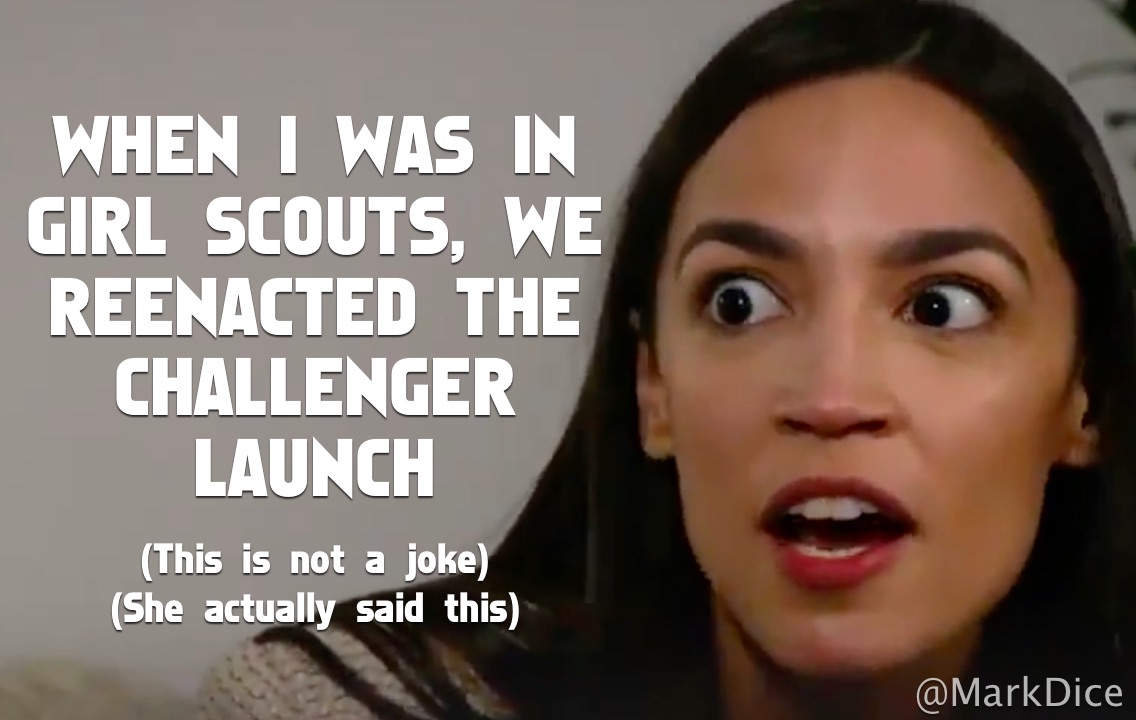 WHEN I WAS IN
GIRL SCOUTS, WE
REENACTED THE
CHALLENGER
LAUNCH
(This is not a joke)
(She actually said this)
@MarkDice